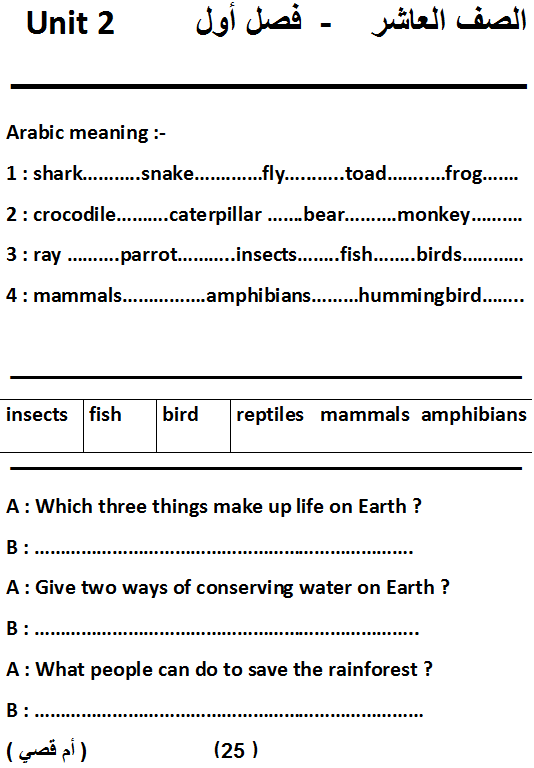 Unit 2 الصف العاشر - فصل أول
Arabic meaning :-
1 : shark...........snake.............fly...........toad...........frog.......
2 : crocodile..........caterpillar .......bear..........monkey..........
3 : ray ..........parrot...........insects........fish........birds............
4 : mammals................amphibians.........hummingbird........
insects fish bird reptiles mammals amphibians
A : Which three things make up life on Earth ?
B : ........................................................................
A : Give two ways of conserving water on Earth ?
B : .........................................................................
A : What people can do to save the rainforest ?
B : ..........................................................................
( أم قصي ) (25 )